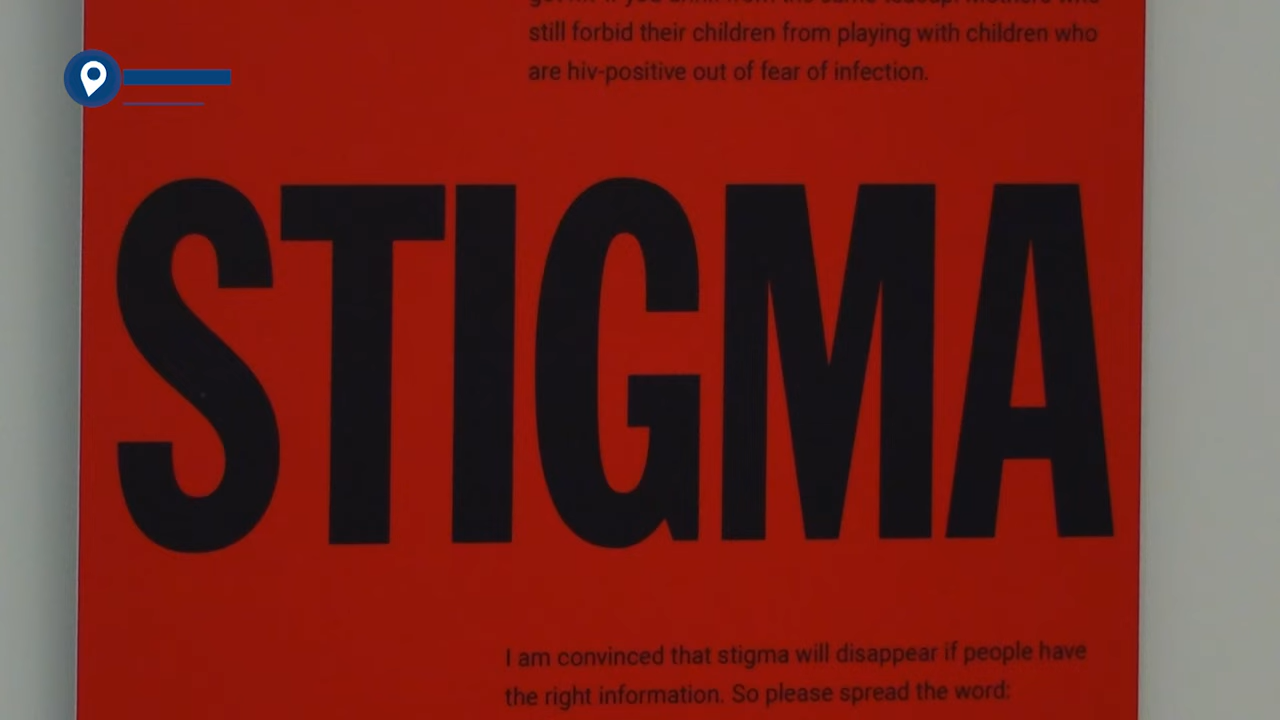 still forbid their children from playing with children who
are hiv-positive out of fear of infection.
STIGMA
I am convinced that stigma will disappear if people have
the right information. So please spread the word: